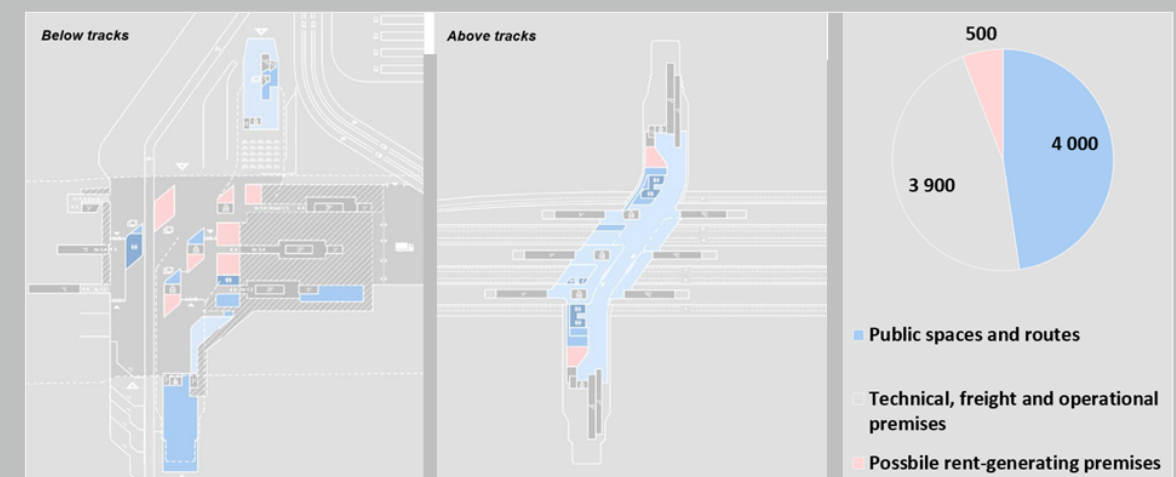 Below tracks
Above tracks
500
4 000
3 900
Public spaces and routes
Technical, freight and operational
premises
Possbile rent-generating premises